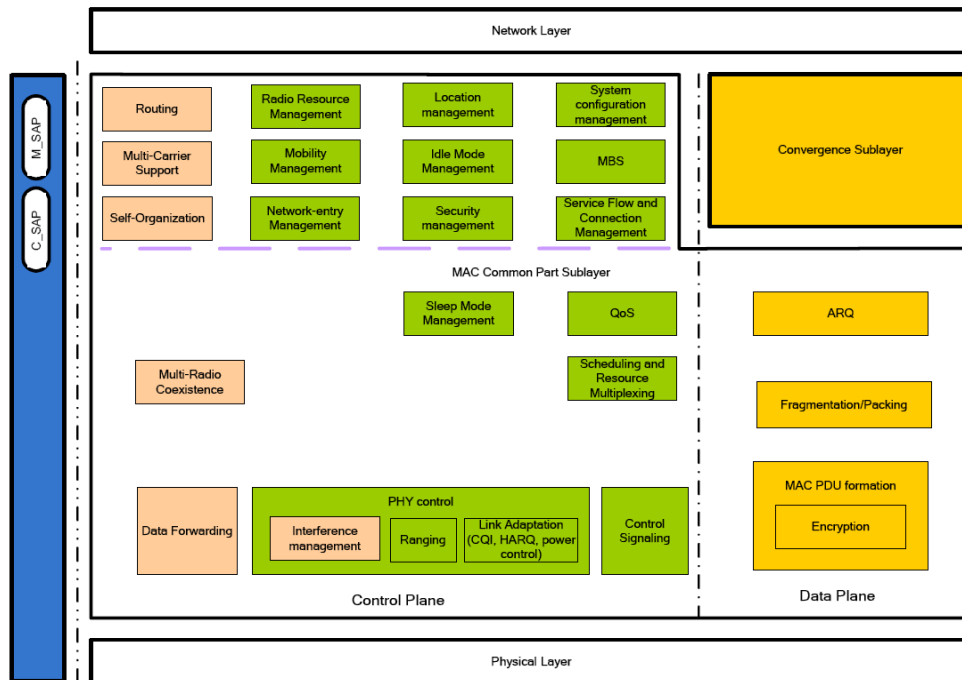 Network Layer
M_SAP
C_SAP
Routing
Radio Resource
Management
Location
management
System
configuration
management
Convergence Sublayer
Multi-Carrier
Support
Mobility
Management
Idle Mode
Management
MBS
Self-Organization
Network-entry
Management
Security
management
Service Flow and
Connection
Management
MAC Common Part Sublayer
Sleep Mode
Management
QoS
ARQ
Multi-Radio
Coexistence
Scheduling and
Resource
Multiplexing
Fragmentation/Packing
Data Forwarding
PHY control
Interference
management
Ranging
Link Adaptation
(CQI, HARQ, power
control)
Control
Signaling
MAC PDU formation
Encryption
Control Plane
Data Plane
Physical Layer